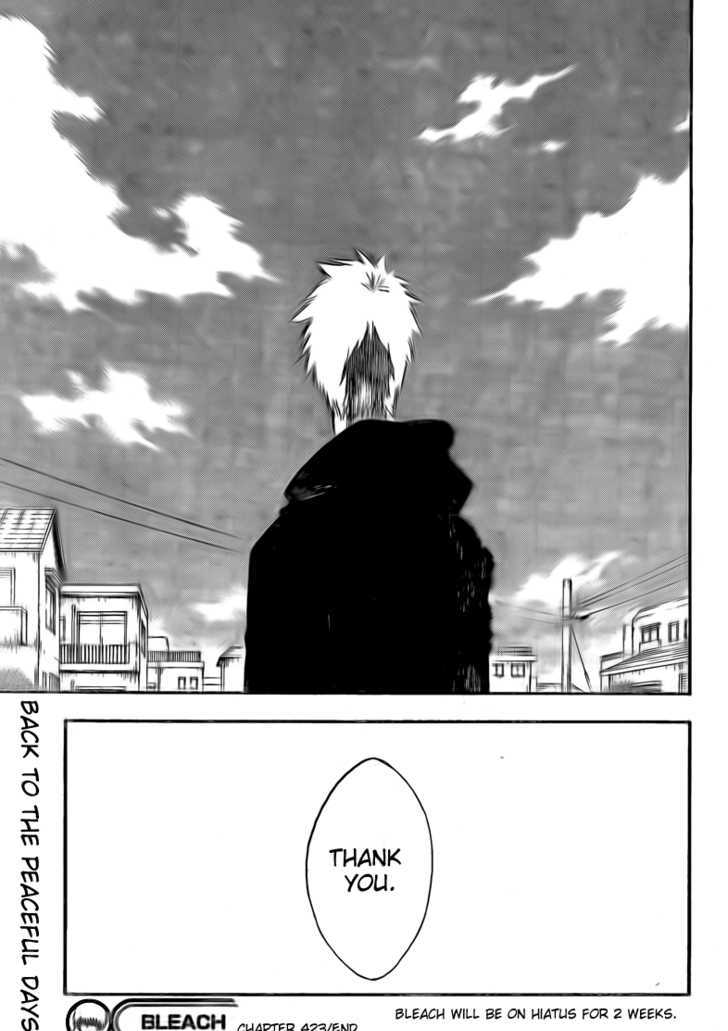 THANK
YOU.
BACK TO THE PEACEFUL DAYS
BLEACH
CHAPTER 423/END
BLEACH WILL BE ON HIATUS FOR 2 WEEKS.